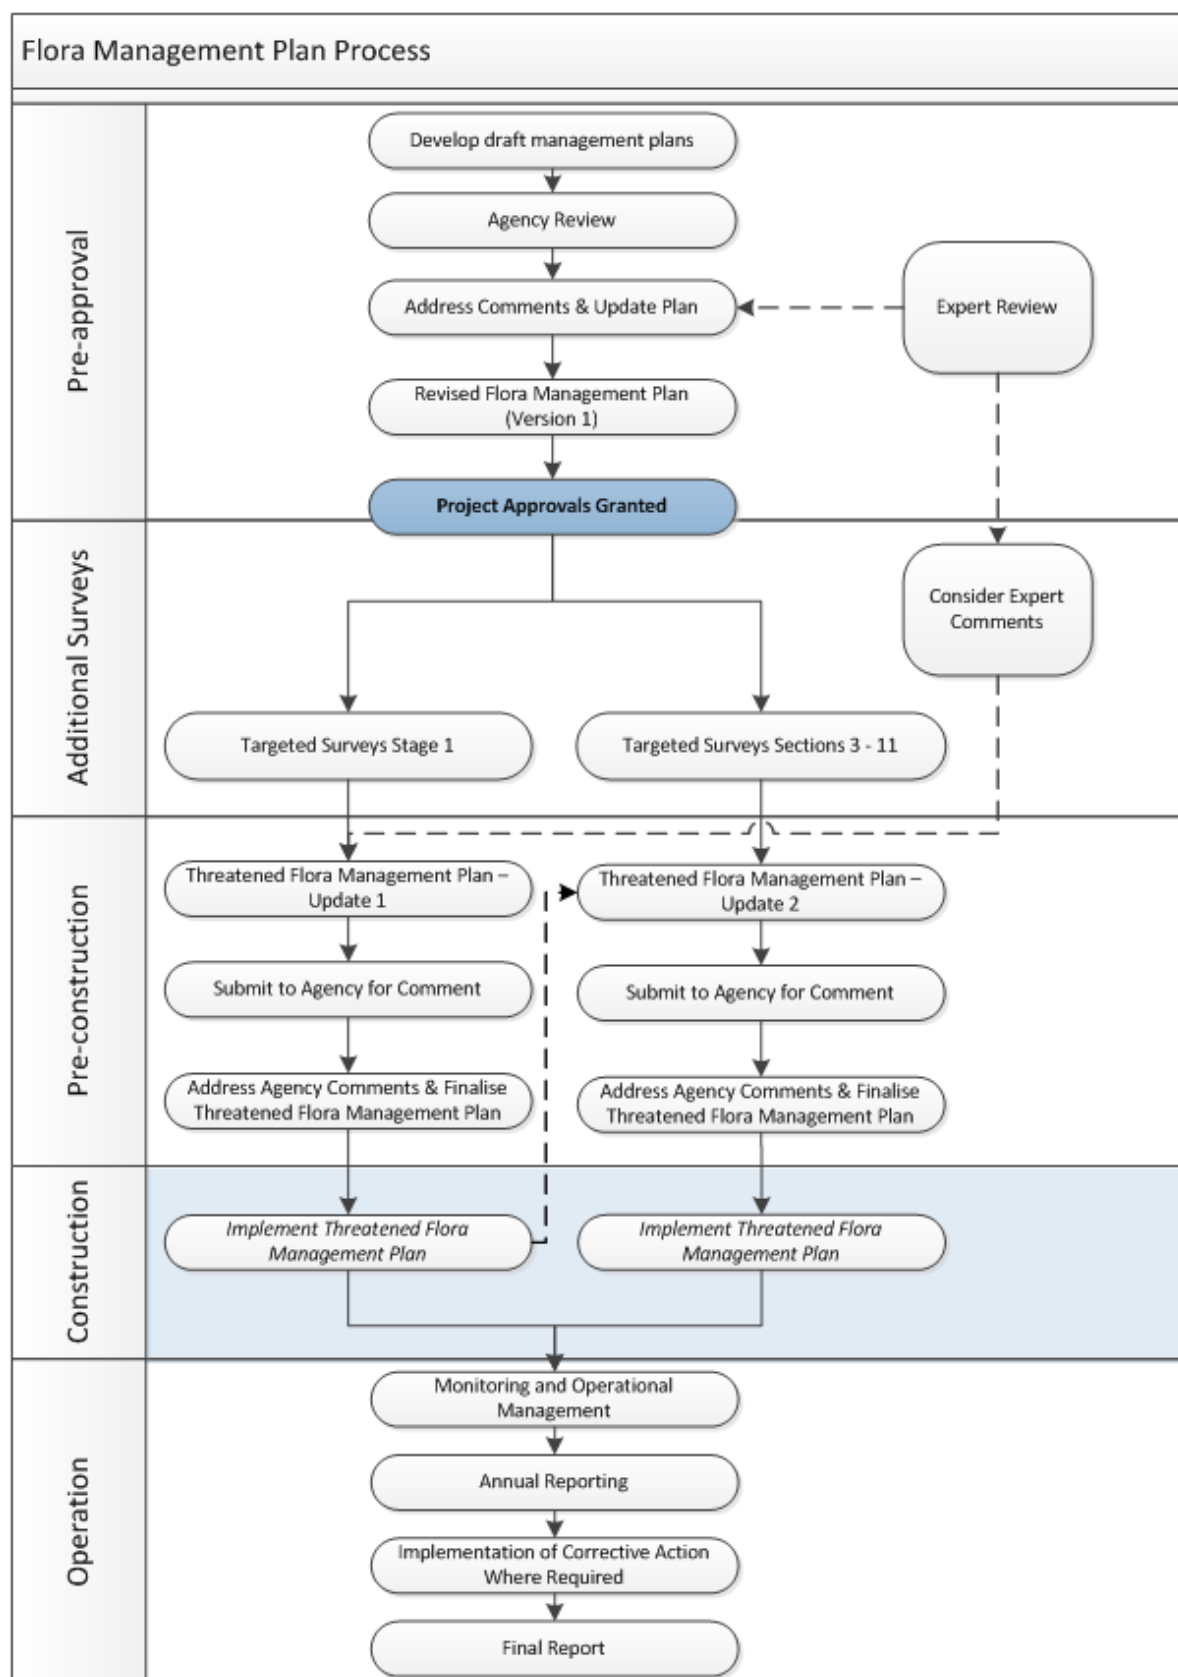 Flora Management Plan Process
Pre-approval
Develop draft management plans
Agency Review
Address Comments & Update Plan
Expert Review
Revised Flora Management Plan
(Version 1)
Project Approvals Granted
Additional Surveys
Consider Expert
Comments
Targeted Surveys Stage 1
Targeted Surveys Sections 3 - 11
Pre-construction
Threatened Flora Management Plan –
Update 1
Threatened Flora Management Plan –
Update 2
Submit to Agency for Comment
Submit to Agency for Comment
Address Agency Comments & Finalise
Threatened Flora Management Plan
Address Agency Comments & Finalise
Threatened Flora Management Plan
Construction
Implement Threatened Flora
Management Plan
Implement Threatened Flora
Management Plan
Operation
Monitoring and Operational
Management
Annual Reporting
Implementation of Corrective Action
Where Required
Final Report